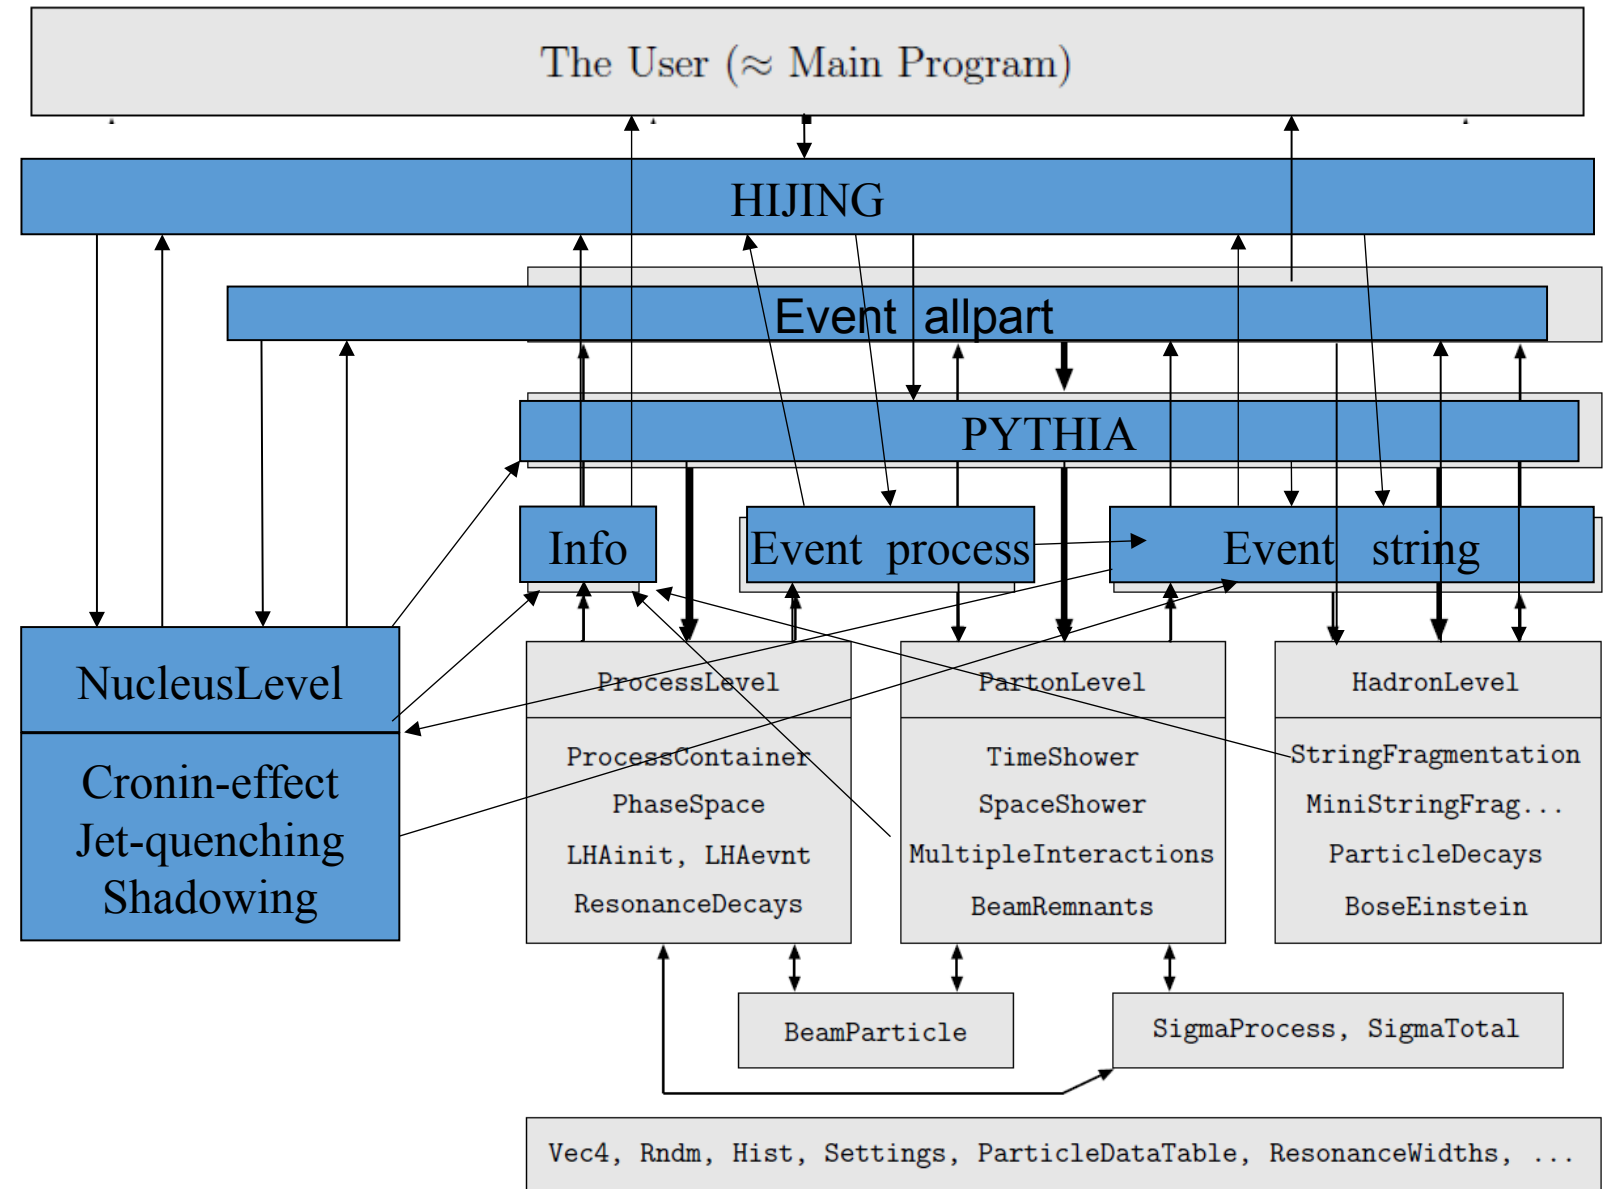 The User (≈ Main Program)
HIJING
Event allpart
PYTHIA
Info
Event process
Event string
NucleusLevel
Cronin-effect
Jet-quenching
Shadowing
ProcessLevel
ProcessContainer
PhaseSpace
LHAinit, LHAevnt
ResonanceDecays
PartonLevel
TimeShower
SpaceShower
MultipleInteractions
BeamRemnants
HadronLevel
StringFragmentation
MiniStringFrag...
ParticleDecays
BoseEinstein
BeamParticle
SigmaProcess, SigmaTotal
Vec4, Rndm, Hist, Settings, ParticleDataTable, ResonanceWidths, ...